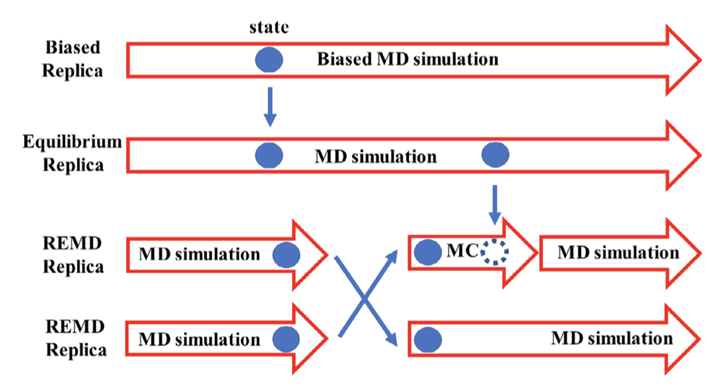 state
Biased
Replica
Biased MD simulation
Equilibrium
Replica
MD simulation
REMD
Replica
MD simulation
MC
MD simulation
REMD
Replica
MD simulation
MD simulation